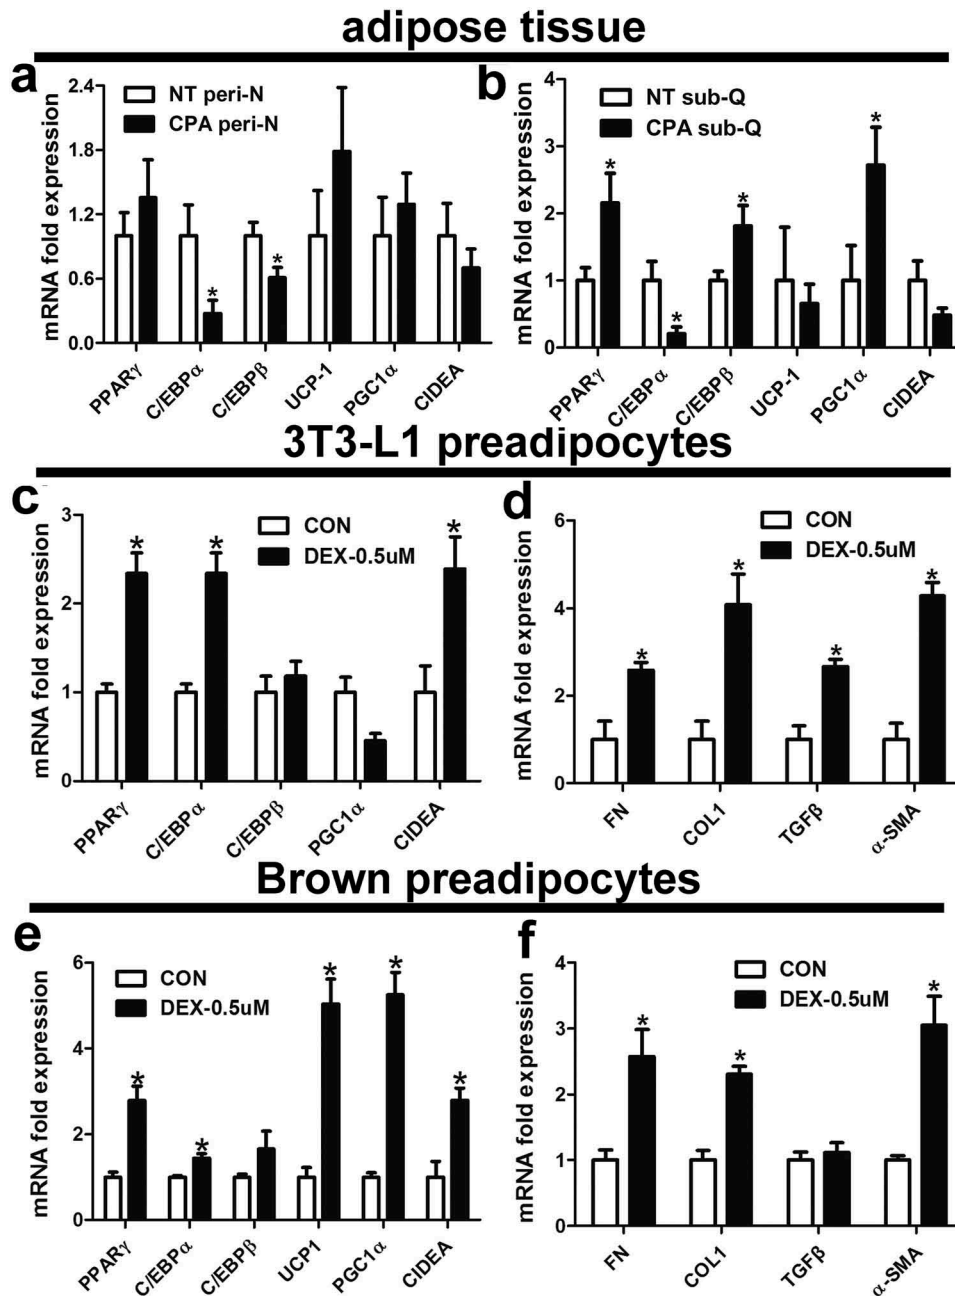 adipose tissue
a
NT peri-N
CPA peri-N
mRNA fold expression
2.4
1.8
1.2
0.6
0.0
*
*
PPARγ
C/EBPα
C/EBPβ
UCP-1
PGC1α
CIDEA
b
NT sub-Q
CPA sub-Q
mRNA fold expression
4
3
2
1
0
*
*
*
*
PPARγ
C/EBPα
C/EBPβ
UCP-1
PGC1α
CIDEA
3T3-L1 preadipocytes
c
CON
DEX-0.5uM
mRNA fold expression
3
2
1
0
*
*
*
PPARγ
C/EBPα
C/EBPβ
PGC1α
CIDEA
d
CON
DEX-0.5uM
mRNA fold expression
6
4
2
0
*
*
*
*
FN
COL1
TGFβ
α-SMA
Brown preadipocytes
e
CON
DEX-0.5uM
mRNA fold expression
6
4
2
0
*
*
*
*
*
PPARγ
C/EBPα
C/EBPβ
UCP1
PGC1α
CIDEA
f
CON
DEX-0.5uM
mRNA fold expression
4
3
2
1
0
*
*
*
FN
COL1
TGFβ
α-SMA